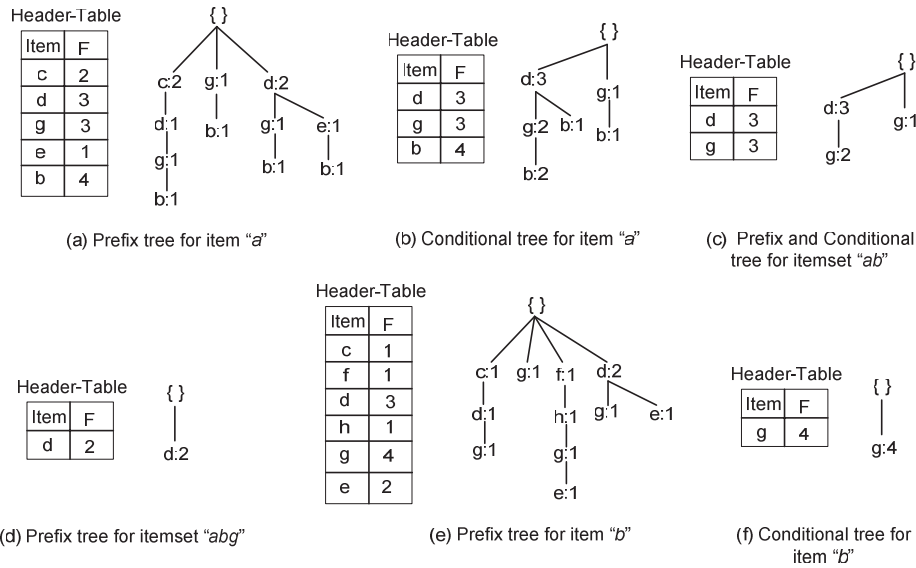 Header-Table
Item F
c 2
d 3
g 3
e 1
b 4
{ }
c:2 g:1 d:2
d:1 b:1 g:1 e:1
g:1 b:1 b:1
b:1
(a) Prefix tree for item “a”
Header-Table
Item F
d 3
g 3
b 4
{ }
d:3 g:1
g:2 b:1 b:1
b:2
(b) Conditional tree for item “a”
Header-Table
Item F
d 3
g 3
{ }
d:3 g:1
g:2
(c) Prefix and Conditional
tree for itemset “ab”
Header-Table
Item F
d 2
{ }
d:2
(d) Prefix tree for itemset “abg”
Header-Table
Item F
c 1
f 1
d 3
h 1
g 4
e 2
{ }
c:1 g:1 f:1 d:2
d:1 h:1 g:1 e:1
g:1 g:1
e:1
(e) Prefix tree for item “b”
Header-Table
Item F
g 4
{ }
g:4
(f) Conditional tree for
item “b”